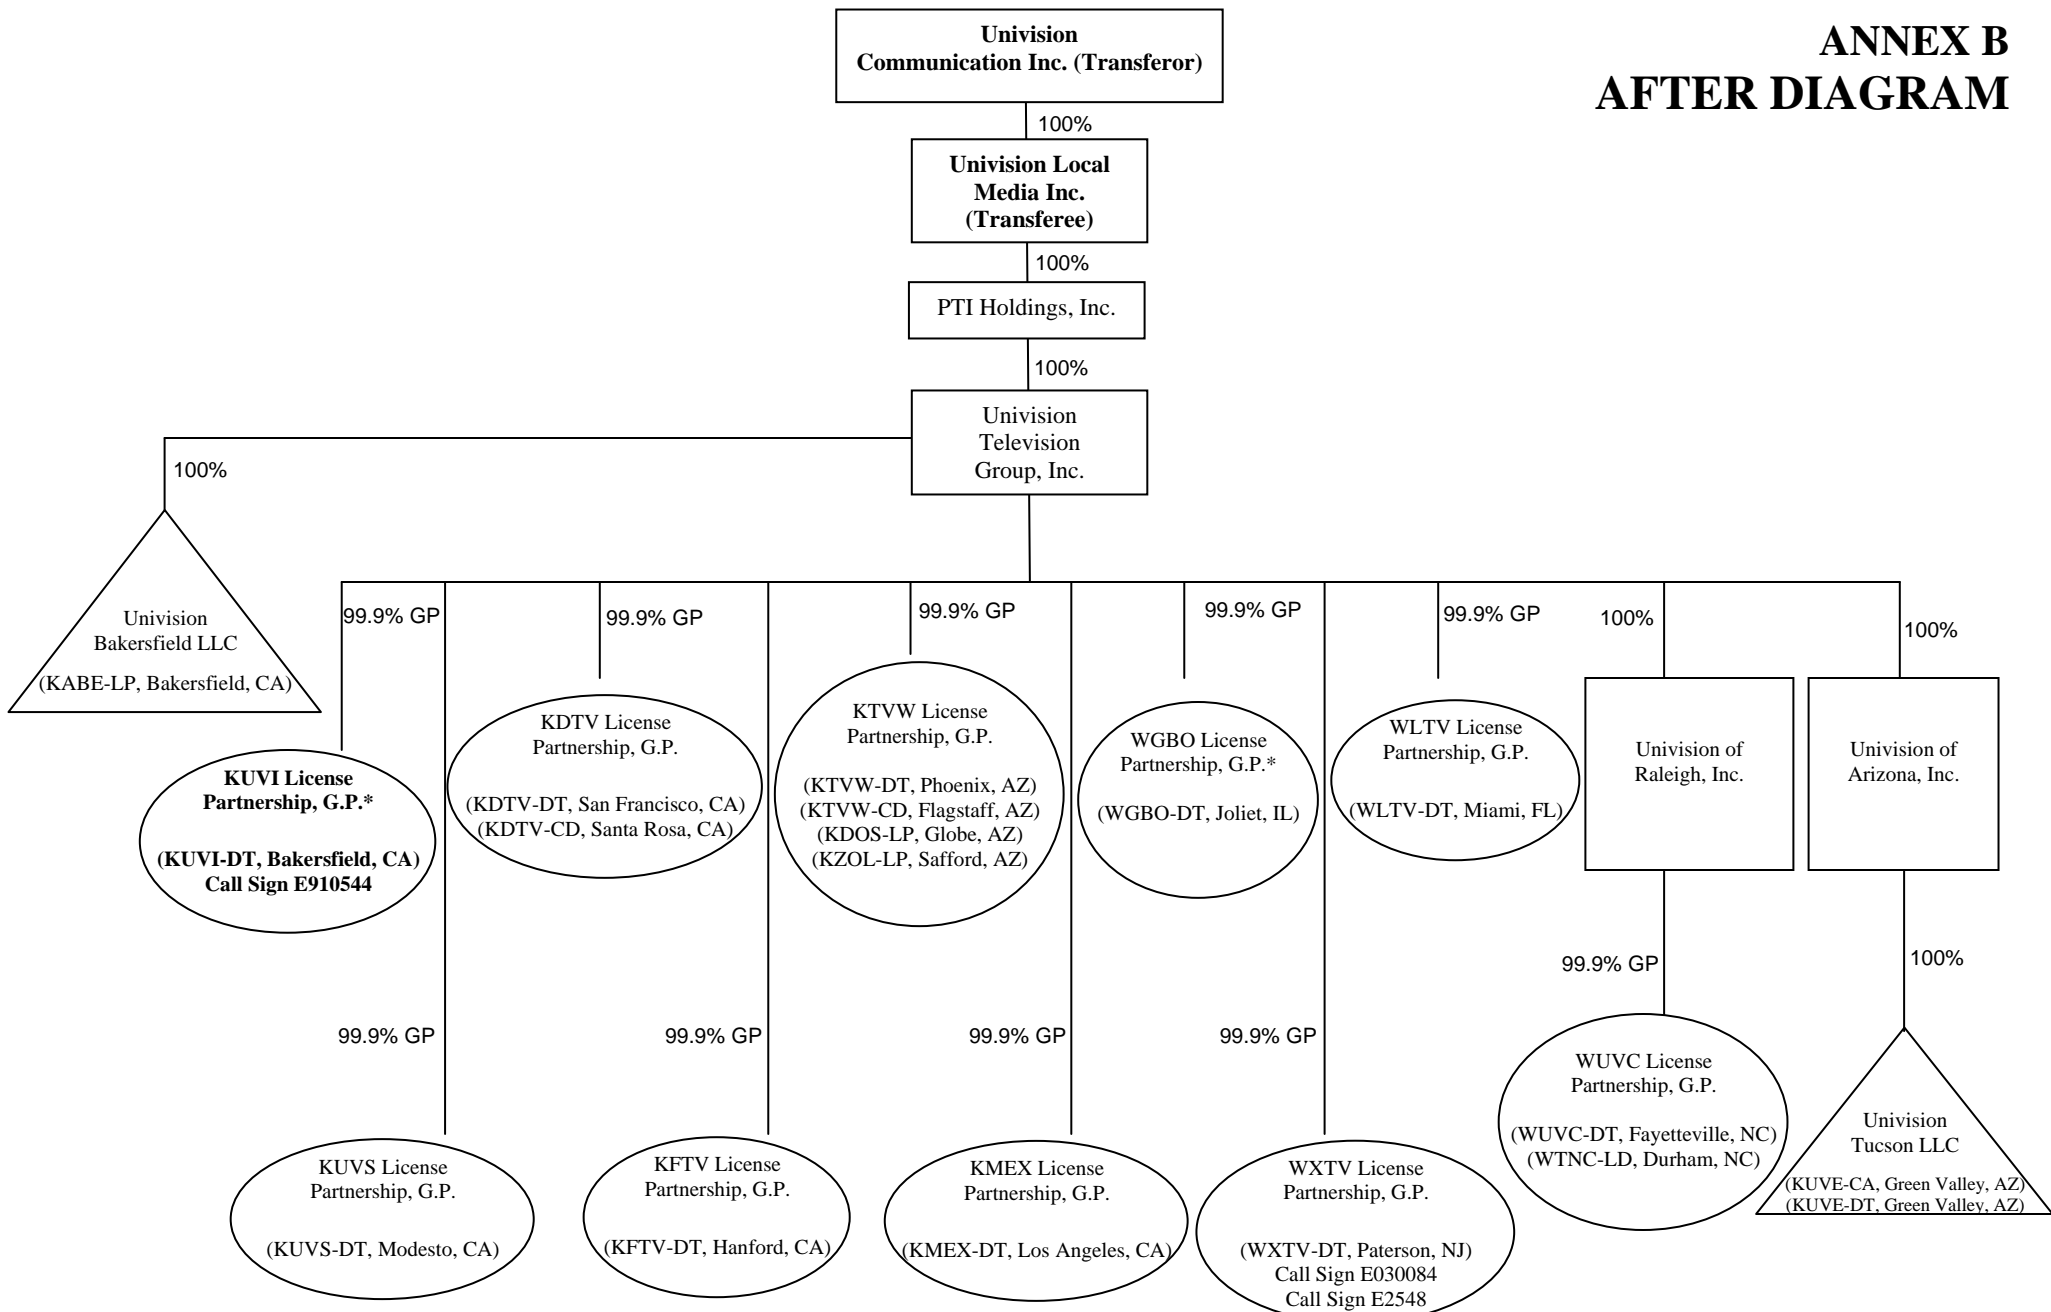 ANNEX B
AFTER DIAGRAM
Univision
Communication Inc. (Transferor)
100%
Univision Local
Media Inc.
(Transferee)
100%
PTI Holdings, Inc.
100%
Univision
Television
Group, Inc.
100%
Univision
Bakersfield LLC
(KABE-LP, Bakersfield, CA)
99.9% GP
99.9% GP
99.9% GP
99.9% GP
99.9% GP
100%
100%
KUVI License
Partnership, G.P.*
(KUVI-DT, Bakersfield, CA)
Call Sign E910544
KDTV License
Partnership, G.P.
(KDTV-DT, San Francisco, CA)
(KDTV-CD, Santa Rosa, CA)
KTVW License
Partnership, G.P.
(KTVW-DT, Phoenix, AZ)
(KTVW-CD, Flagstaff, AZ)
(KDOS-LP, Globe, AZ)
(KZOL-LP, Safford, AZ)
WGBO License
Partnership, G.P.*
(WGBO-DT, Joliet, IL)
WLTV License
Partnership, G.P.
(WLTV-DT, Miami, FL)
Univision of
Raleigh, Inc.
Univision of
Arizona, Inc.
99.9% GP
100%
99.9% GP
99.9% GP
99.9% GP
99.9% GP
KUVS License
Partnership, G.P.
(KUVS-DT, Modesto, CA)
KFTV License
Partnership, G.P.
(KFTV-DT, Hanford, CA)
KMEX License
Partnership, G.P.
(KMEX-DT, Los Angeles, CA)
WXTV License
Partnership, G.P.
(WXTV-DT, Paterson, NJ)
Call Sign E030084
Call Sign E2548
WUVC License
Partnership, G.P.
(WUVC-DT, Fayetteville, NC)
(WTNC-LD, Durham, NC)
Univision
Tucson LLC
(KUVE-CA, Green Valley, AZ)
(KUVE-DT, Green Valley, AZ)